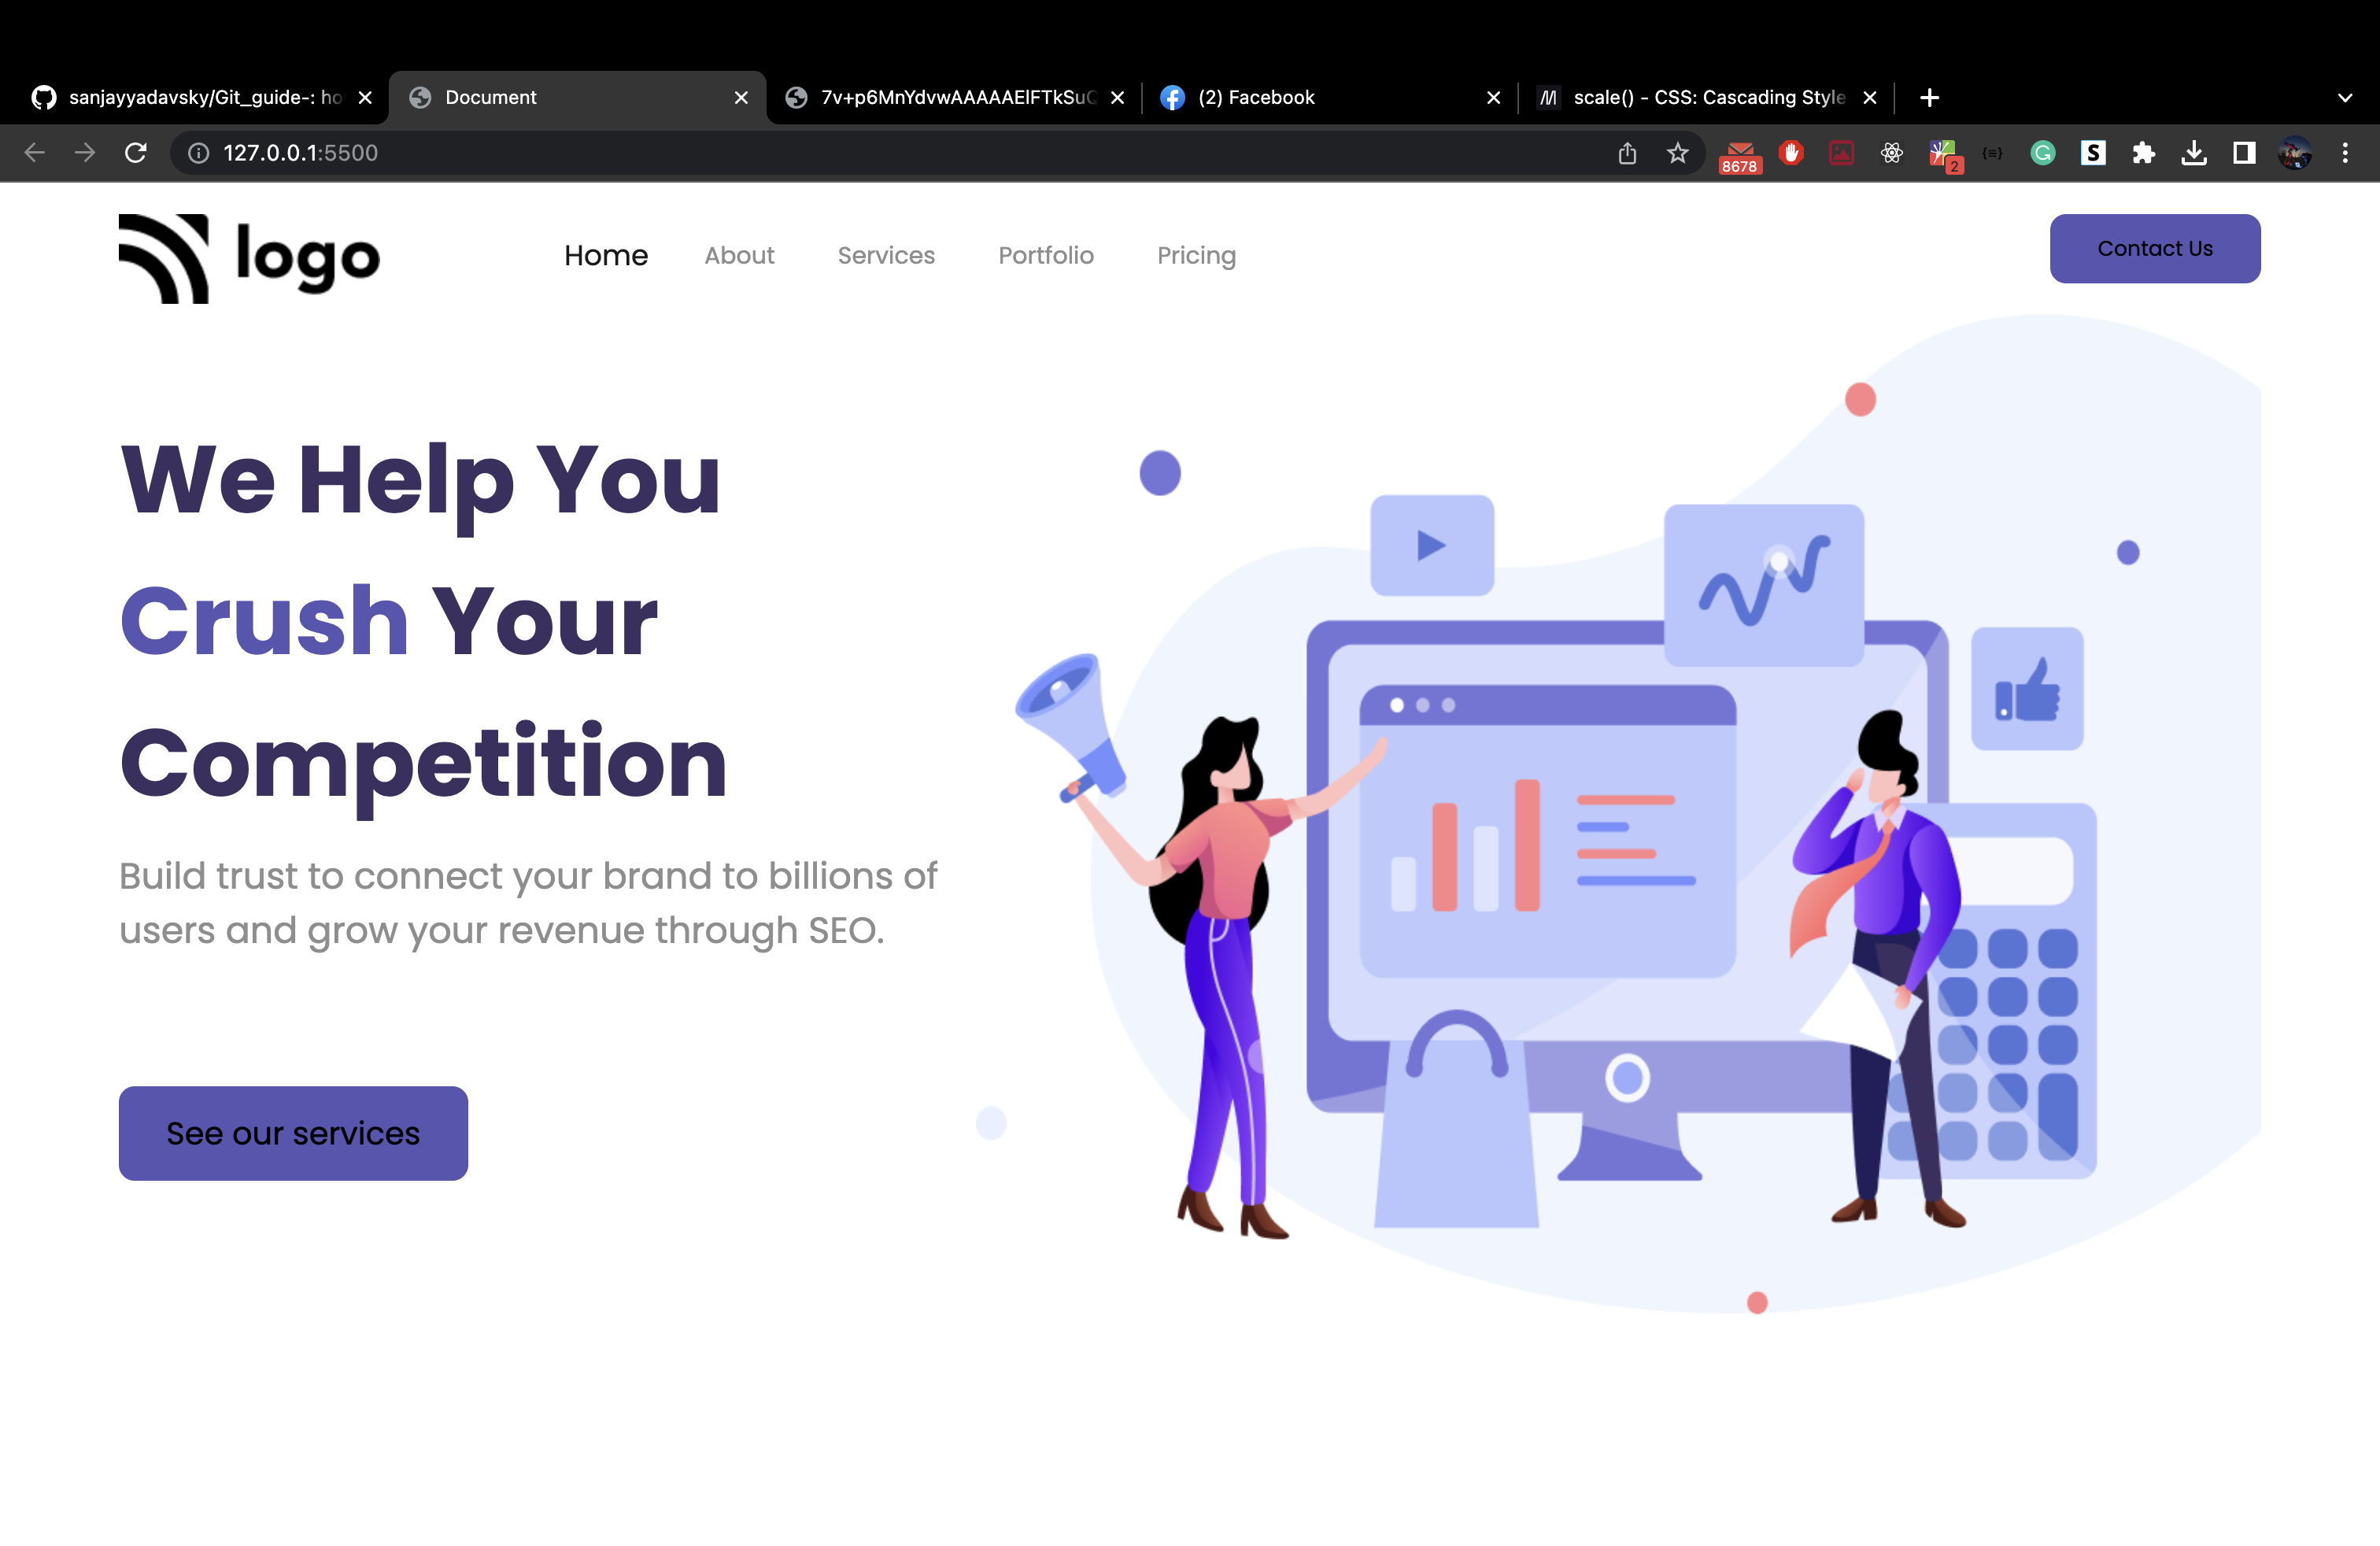 sanjayyadavsky/Git_guide-: ho
Document
7v+p6MnYdvwAAAAAElFTkSuQ
(2) Facebook
scale() - CSS: Cascading Style
127.0.0.1:5500
8678
2
logo
Home
About
Services
Portfolio
Pricing
Contact Us
We Help You
Crush Your
Competition
Build trust to connect your brand to billions of
users and grow your revenue through SEO.
See our services